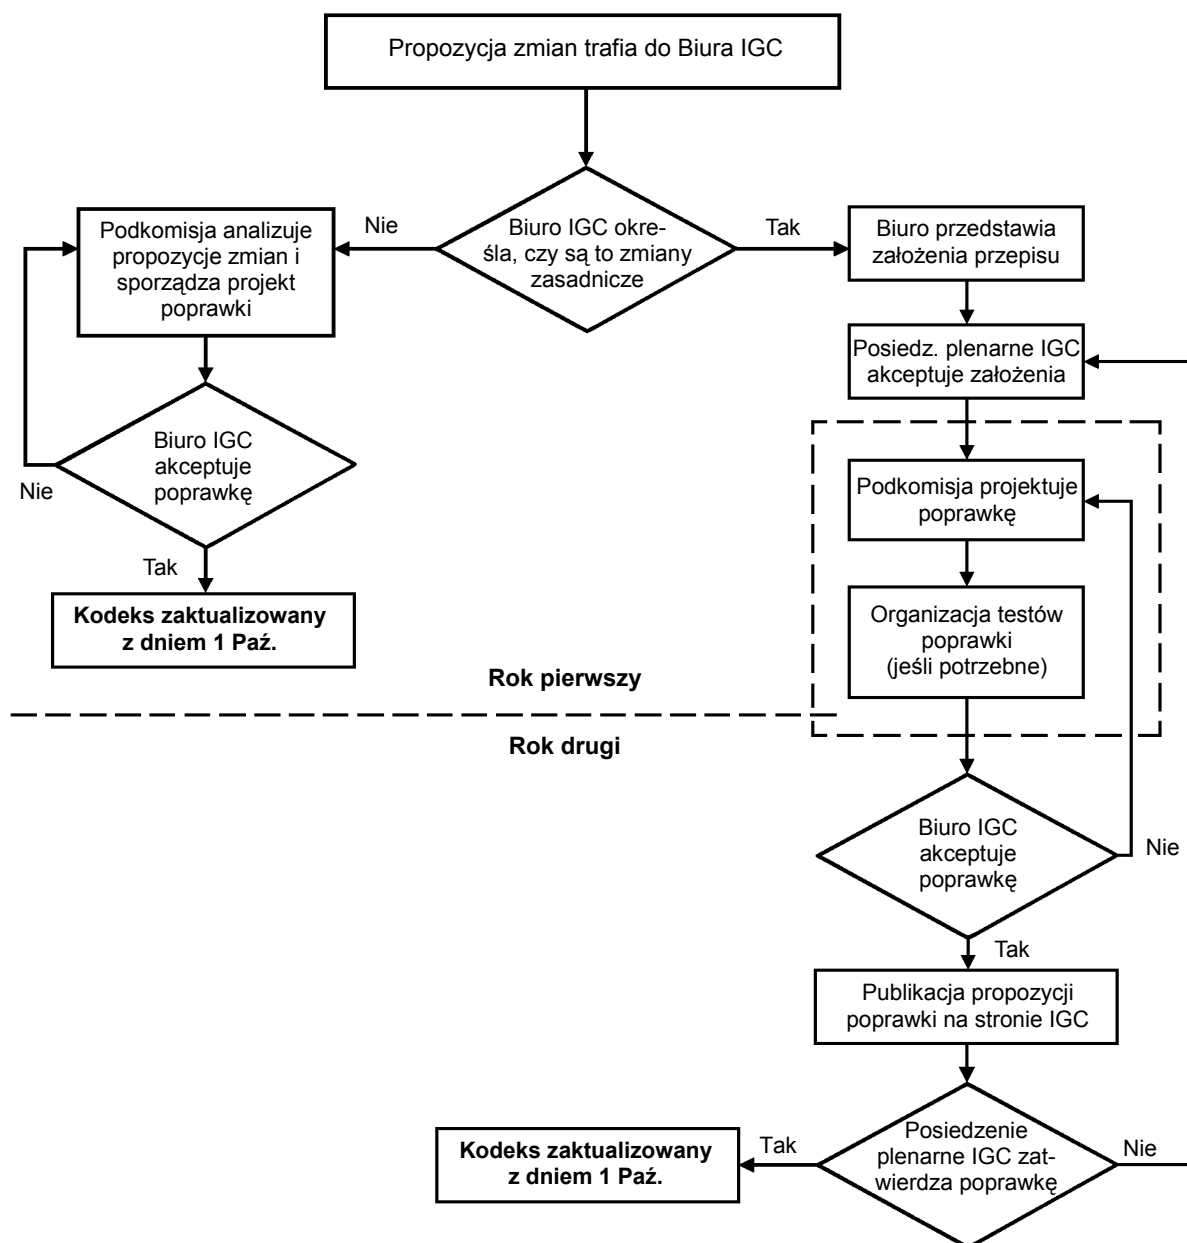 Propozycja zmian trafia do Biura IGC
Biuro IGC okre-
śla, czy są to zmiany
zasadnicze
Nie
Tak
Podkomisja analizuje
propozycje zmian i
sporządza projekt
poprawki
Biuro przedstawia
założenia przepisu
Posiedz. plenarne IGC
akceptuje założenia
Biuro IGC
akceptuje
poprawkę
Nie
Tak
Podkomisja projektuje
poprawkę
Kodeks zaktualizowany
z dniem 1 Paź.
Organizacja testów
poprawki
(jeśli potrzebne)
Rok pierwszy
Rok drugi
Biuro IGC
akceptuje
poprawkę
Nie
Tak
Publikacja propozycji
poprawki na stronie IGC
Posiedzenie
plenarne IGC zat-
wierdza poprawkę
Tak
Nie
Kodeks zaktualizowany
z dniem 1 Paź.